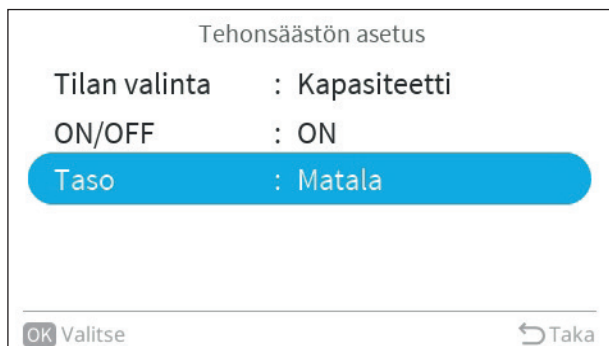 Tehonsäästön asetus
Tilan valinta : Kapasiteetti
ON/OFF : ON
Taso : Matala
OK Valitse Taka